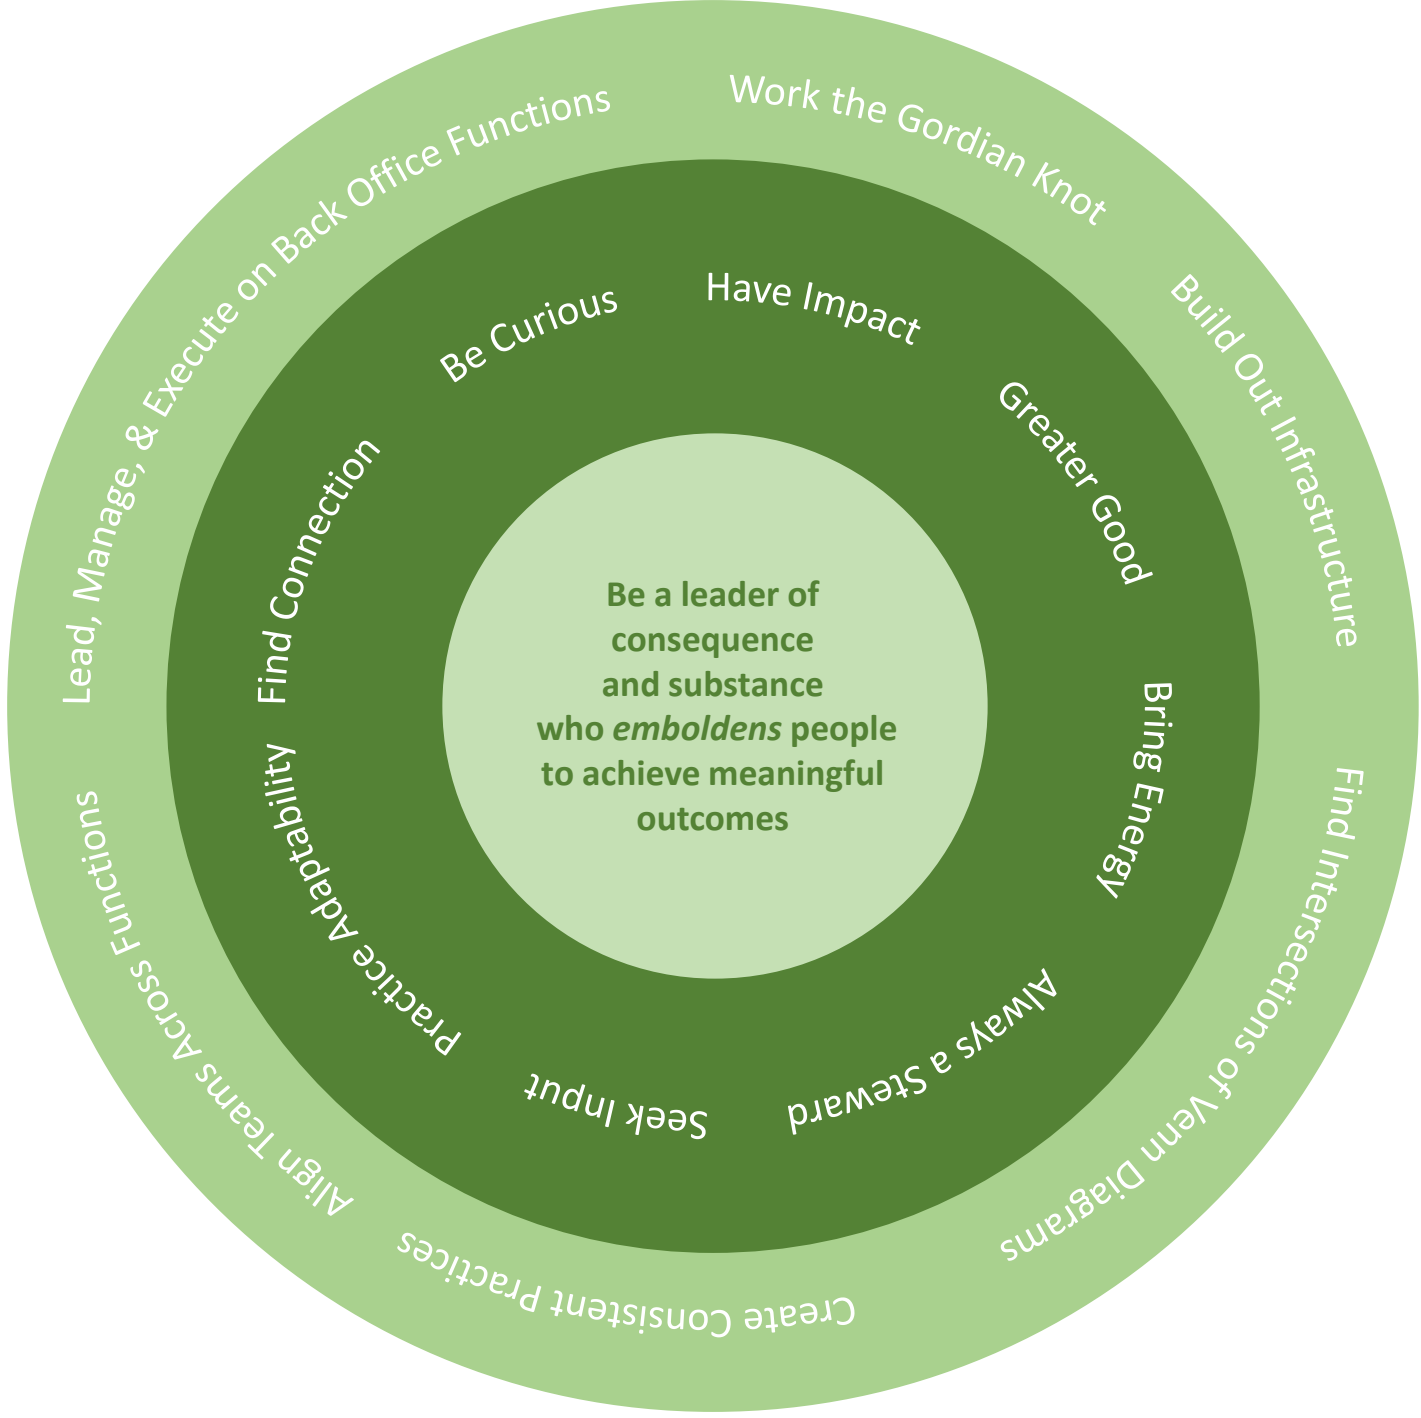 Work the Gordian Knot
Build Out Infrastructure
Find Intersections of Venn Diagrams
Create Consistent Practices
Align Teams Across Functions
Lead, Manage, & Execute on Back Office Functions
Have Impact
Greater Good
Bring Energy
Always a Steward
Seek Input
Practice Adaptability
Find Connection
Be Curious
Be a leader of
consequence
and substance
who emboldens people
to achieve meaningful
outcomes